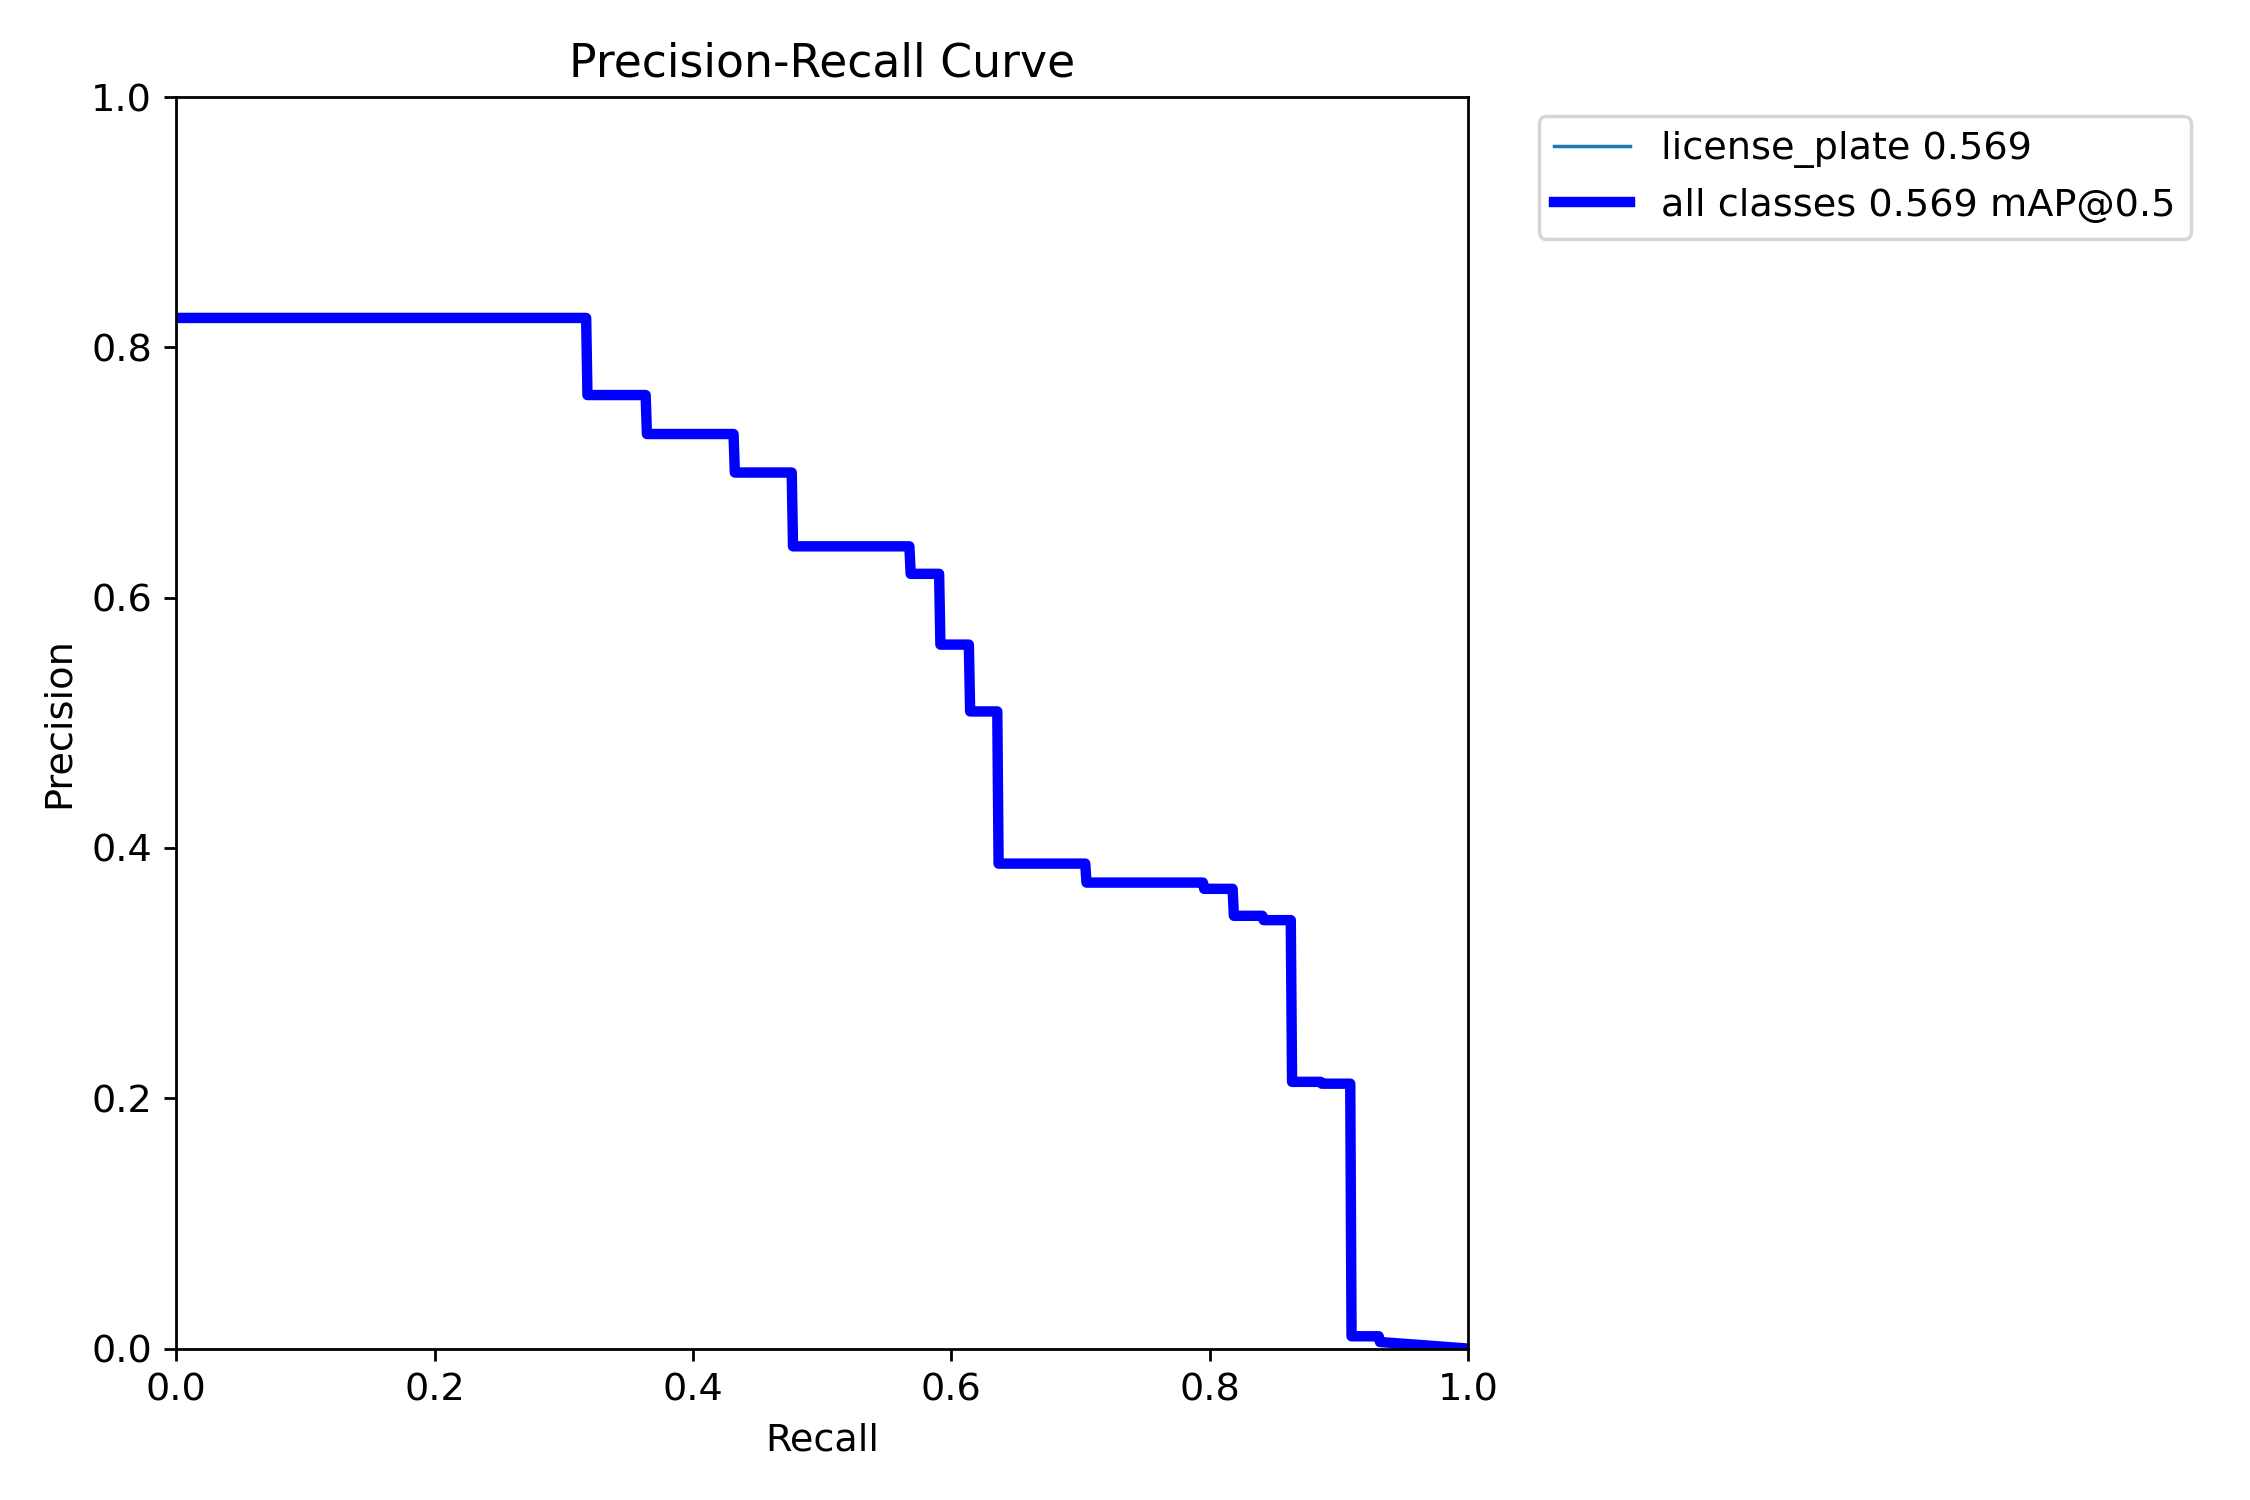 Precision-Recall Curve
1.0
0.8
0.6
0.4
0.2
0.0
Precision
0.0 0.2 0.4 0.6 0.8 1.0
Recall
license_plate 0.569
all classes 0.569 mAP@0.5